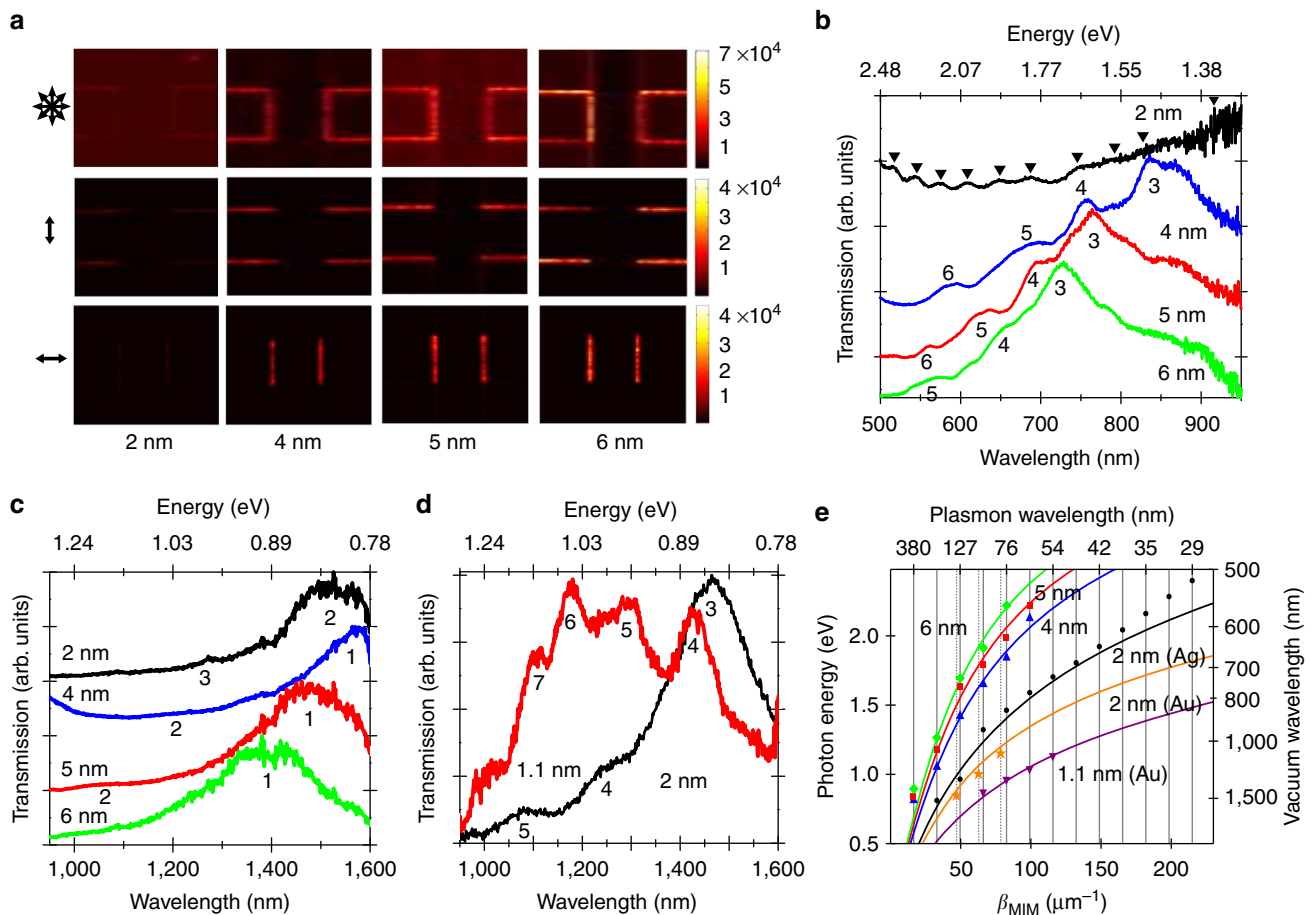 a
7 ×10⁴
5
3
1
4 ×10⁴
3
2
1
4 ×10⁴
3
2
1
2 nm 4 nm 5 nm 6 nm
b
Energy (eV)
2.48 2.07 1.77 1.55 1.38
Transmission (arb. units)
2 nm
4
3
4 nm
5
3
6
4
3
5 nm
5
4
6
6 nm
5
500 600 700 800 900
Wavelength (nm)
c
Energy (eV)
1.24 1.03 0.89 0.78
Transmission (arb. units)
2
2 nm
3
1
4 nm
2
1
5 nm
2
1
6 nm
1,000 1,200 1,400 1,600
Wavelength (nm)
d
Energy (eV)
1.24 1.03 0.89 0.78
Transmission (arb. units)
3
6
5
4
7
1.1 nm
2 nm
4
5
1,000 1,200 1,400 1,600
Wavelength (nm)
e
Plasmon wavelength (nm)
380 127 76 54 42 35 29
Photon energy (eV)
2.0
1.5
1.0
0.5
Vacuum wavelength (nm)
500
600
700
800
1,000
1,500
6 nm
5 nm
4 nm
2 nm (Ag)
2 nm (Au)
1.1 nm (Au)
50 100 150 200
βMIM (μm⁻¹)